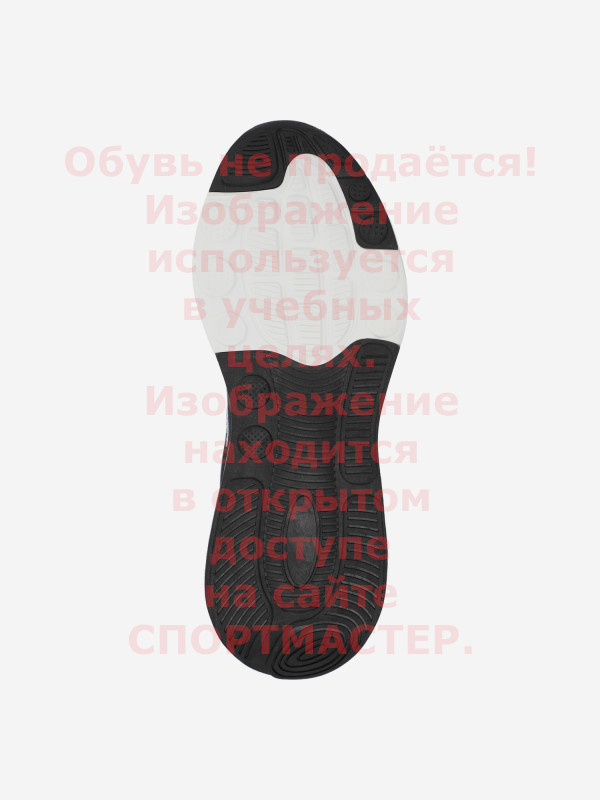 Обувь не продаётся!
Изображение
используется
в учебных
целях.
Изображение
находится
в открытом
доступе
на сайте
СПОРТМАСТЕР.